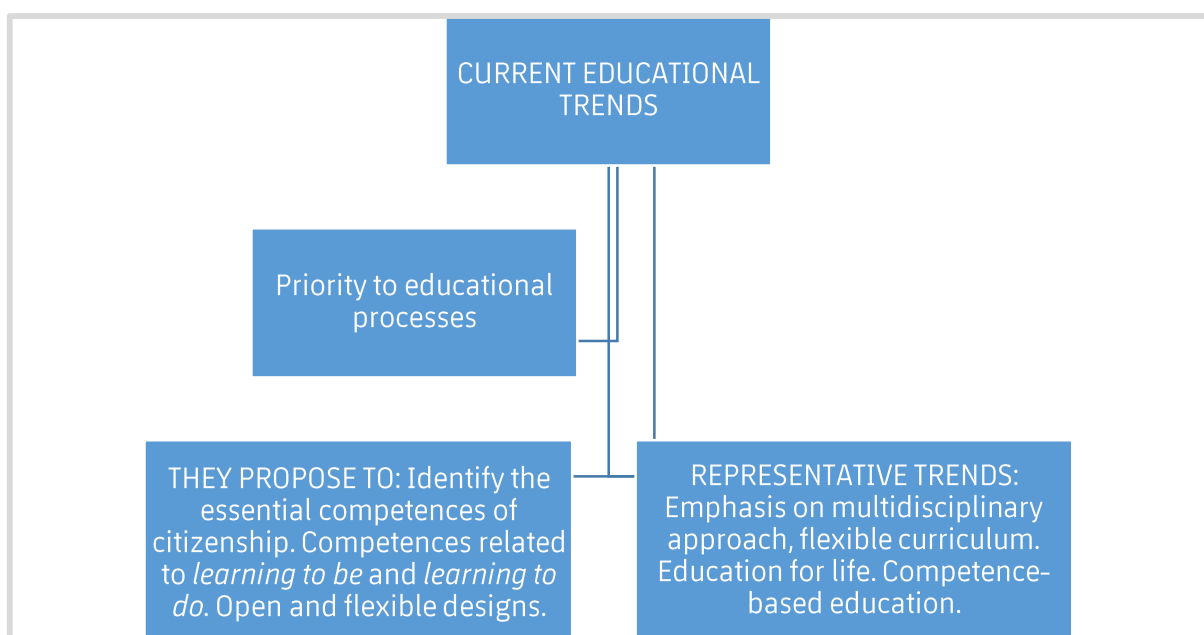 CURRENT EDUCATIONAL
TRENDS
Priority to educational
processes
THEY PROPOSE TO: Identify the
essential competences of
citizenship. Competences related
to learning to be and learning to
do. Open and flexible designs.
REPRESENTATIVE TRENDS:
Emphasis on multidisciplinary
approach, flexible curriculum.
Education for life. Competence-
based education.